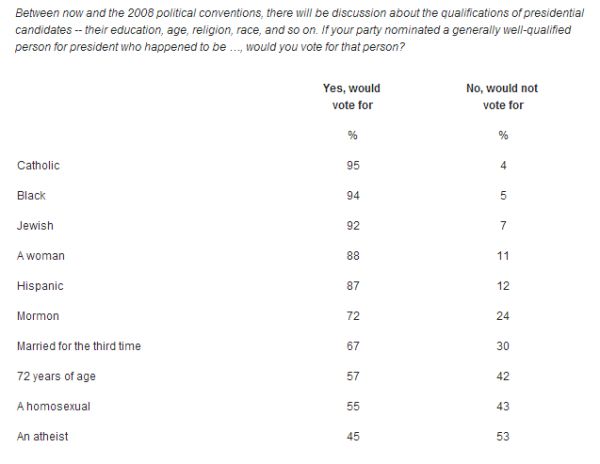 Between now and the 2008 political conventions, there will be discussion about the qualifications of presidential
candidates -- their education, age, religion, race, and so on. If your party nominated a generally well-qualified
person for president who happened to be ..., would you vote for that person?
Yes, would No, would not
vote for vote for
% %
Catholic 95 4
Black 94 5
Jewish 92 7
A woman 88 11
Hispanic 87 12
Mormon 72 24
Married for the third time 67 30
72 years of age 57 42
A homosexual 55 43
An atheist 45 53